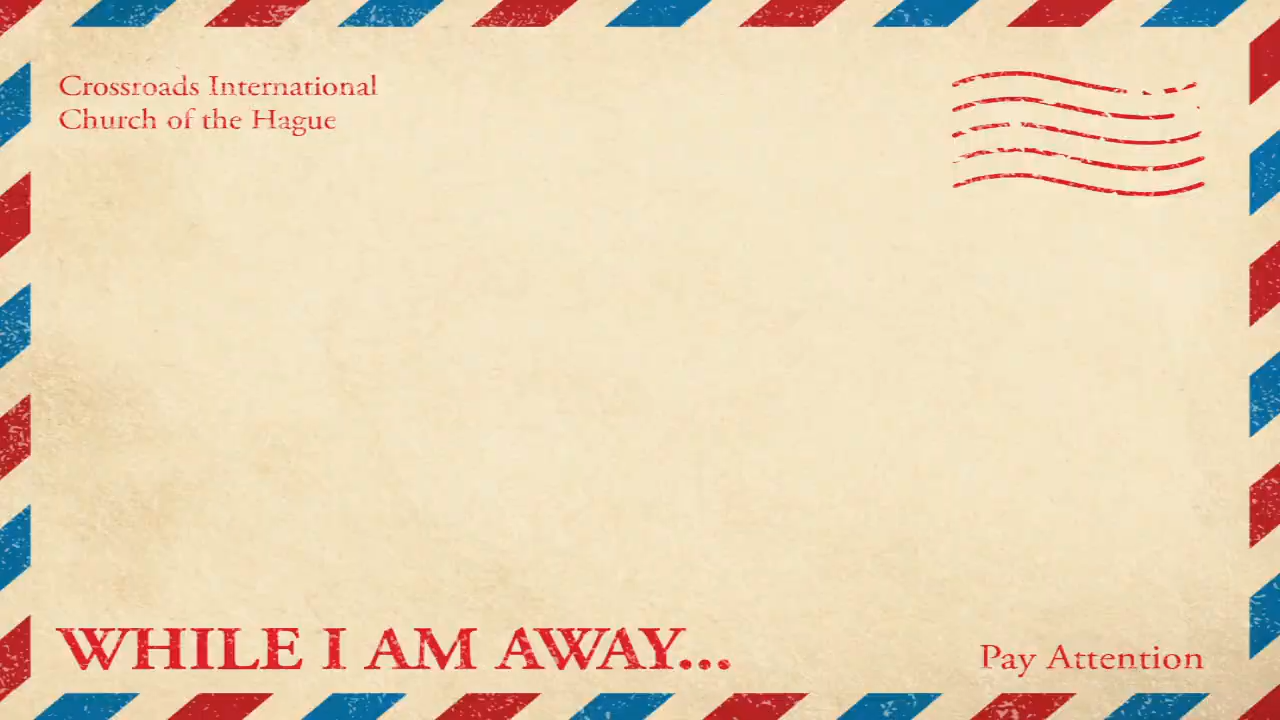 Crossroads International
Church of the Hague
WHILE I AM AWAY...
Pay Attention